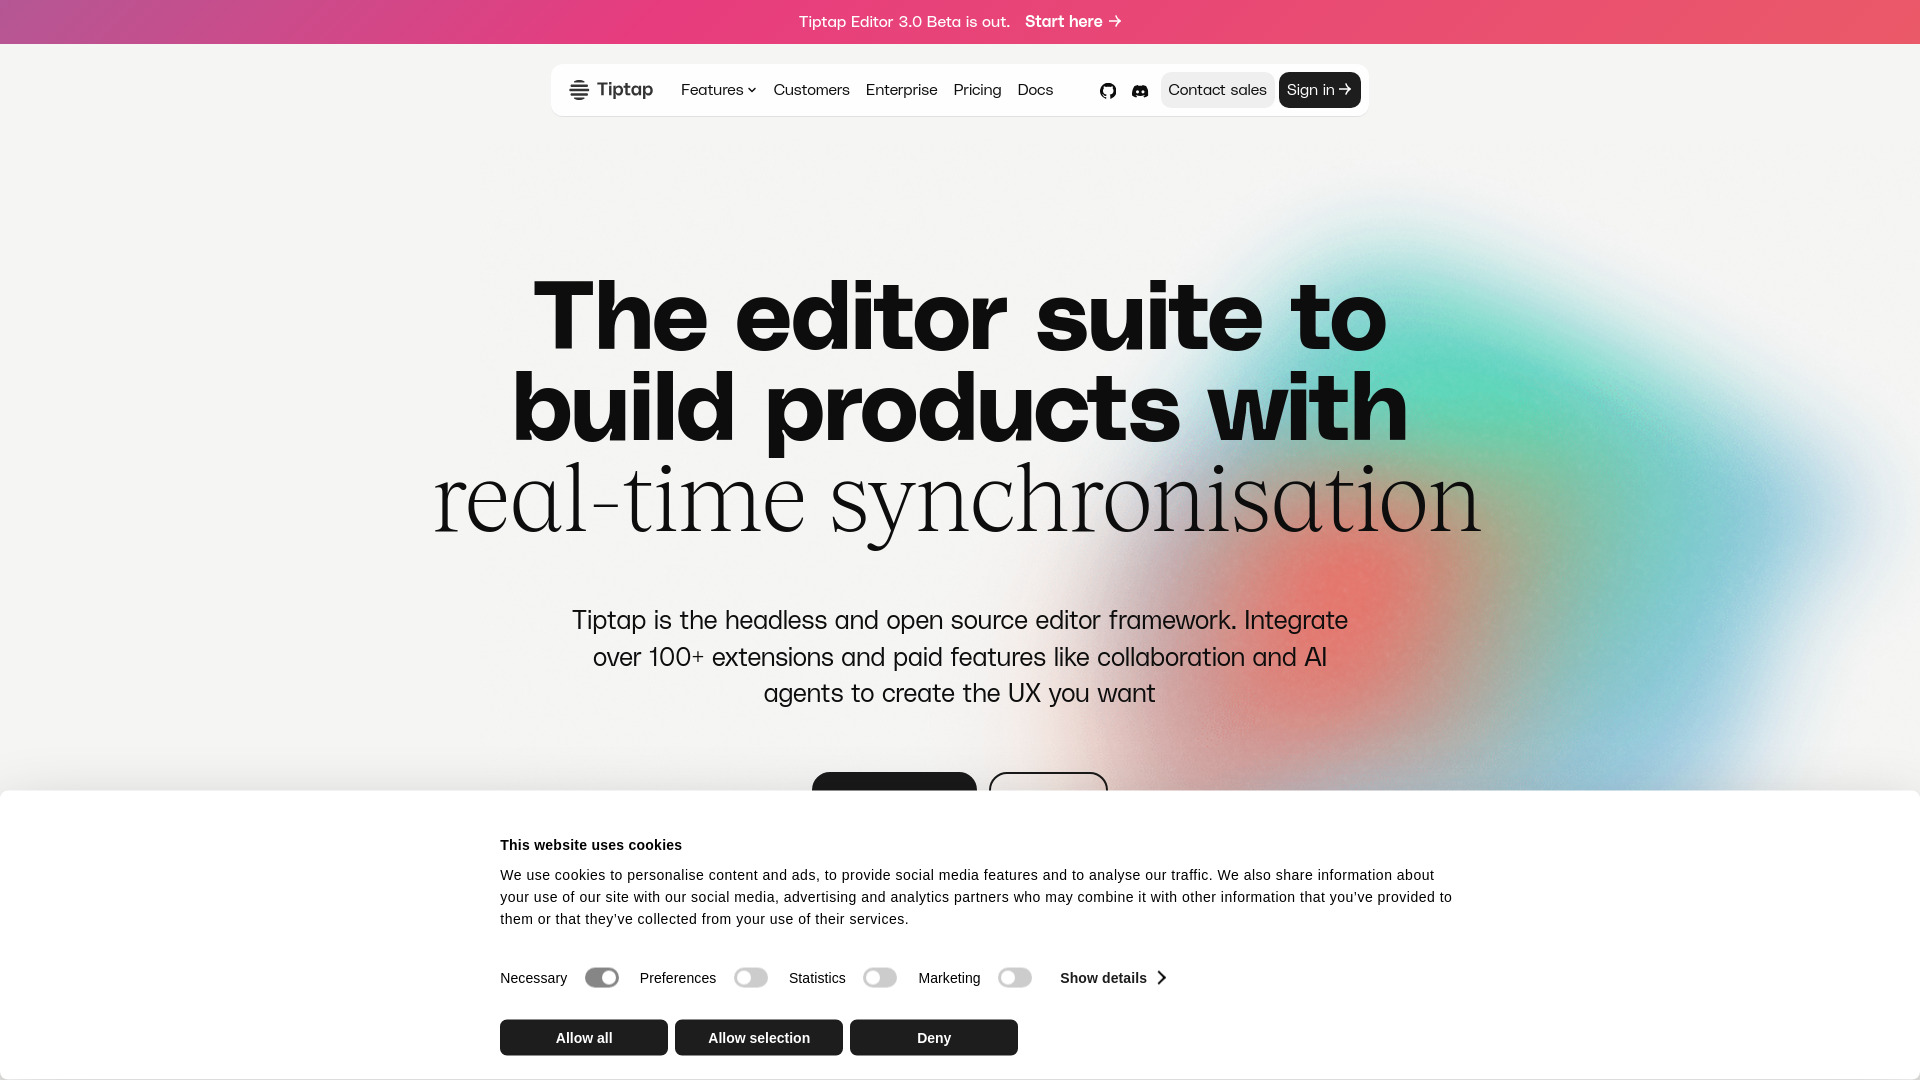 Tiptap Editor 3.0 Beta is out. Start here →
Tiptap Features Customers Enterprise Pricing Docs Contact sales Sign in →
The editor suite to
build products with
real-time synchronisation
Tiptap is the headless and open source editor framework. Integrate
over 100+ extensions and paid features like collaboration and AI
agents to create the UX you want
This website uses cookies
We use cookies to personalise content and ads, to provide social media features and to analyse our traffic. We also share information about
your use of our site with our social media, advertising and analytics partners who may combine it with other information that you’ve provided to
them or that they’ve collected from your use of their services.
Necessary Preferences Statistics Marketing Show details
Allow all Allow selection Deny